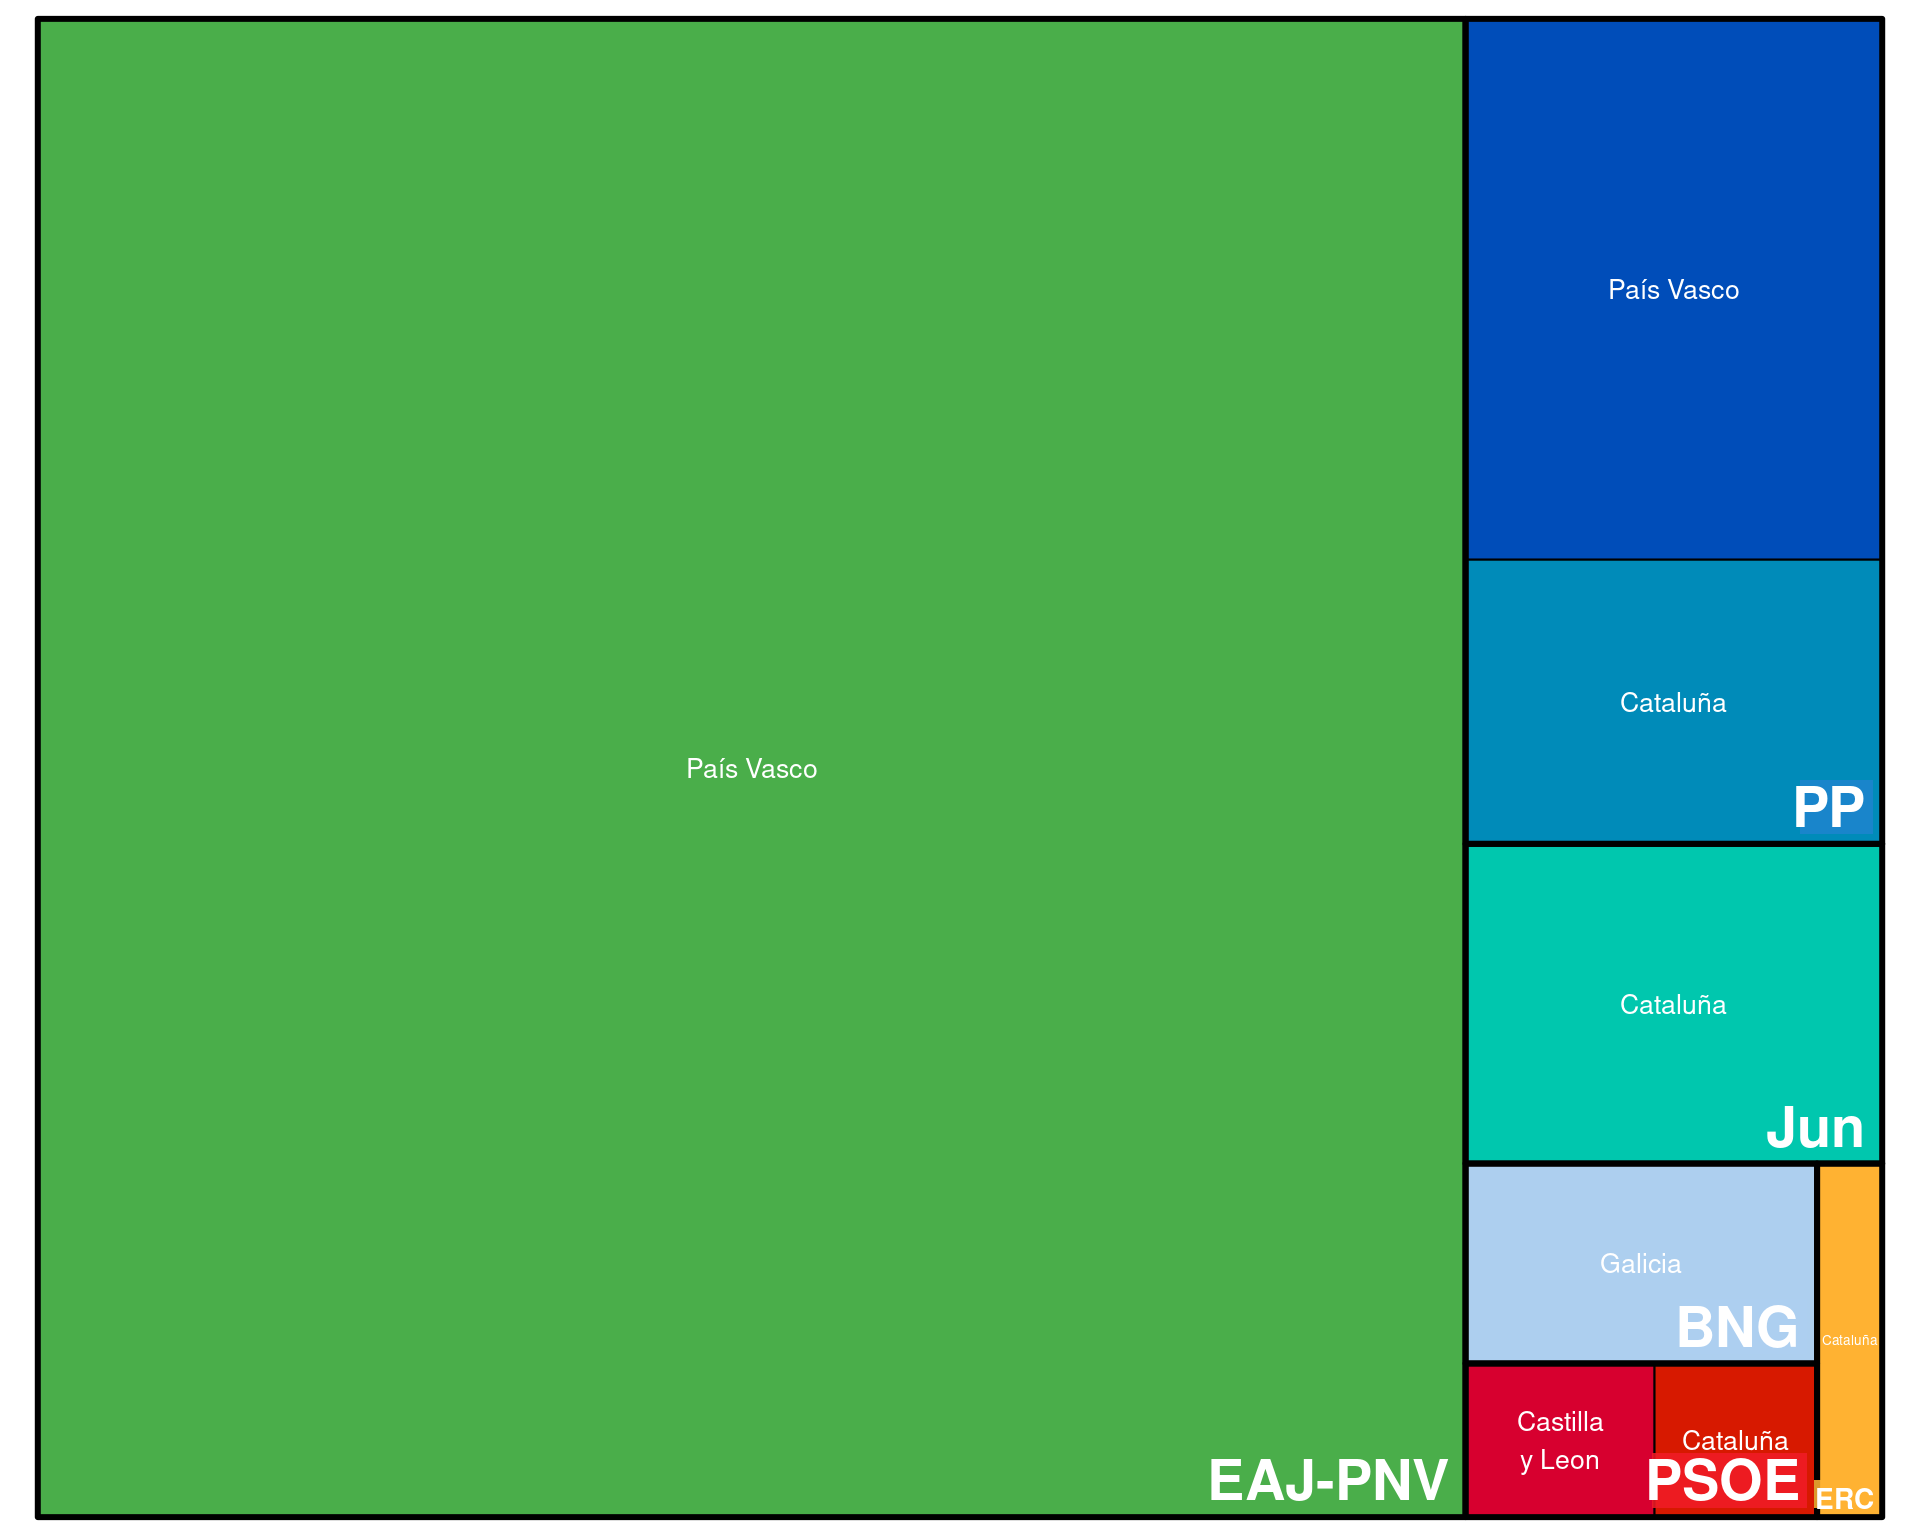 País Vasco
EAJ-PNV
País Vasco
Cataluña
PP
Cataluña
Jun
Galicia
BNG
Cataluña
Castilla
y Leon
Cataluña
PSOE
ERC